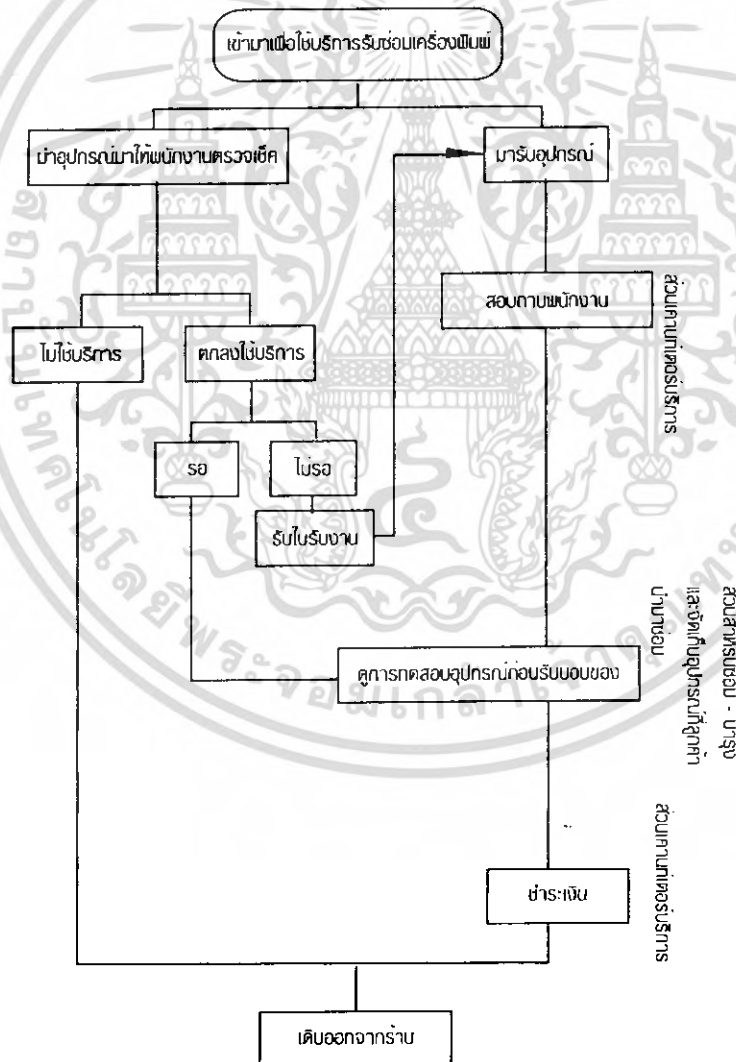 เข้ามาเพื่อใช้บริการรับซ่อมเครื่องพิมพ์
นำอุปกรณ์มาให้พนักงานตรวจเช็ค
มารับอุปกรณ์
สอบถามพนักงาน
ส่วนเคาน์เตอร์บริการ
ไม่ใช้บริการ
ตกลงใช้บริการ
รอ
ไม่รอ
รับใบรับงาน
ดูการทดสอบอุปกรณ์ก่อนรับมอบของ
ส่วนสำหรับซ่อม - บำรุง
และจัดเก็บอุปกรณ์ที่ลูกค้า
นำมาซ่อม
ชำระเงิน
ส่วนเคาน์เตอร์บริการ
เดินออกจากร้าน